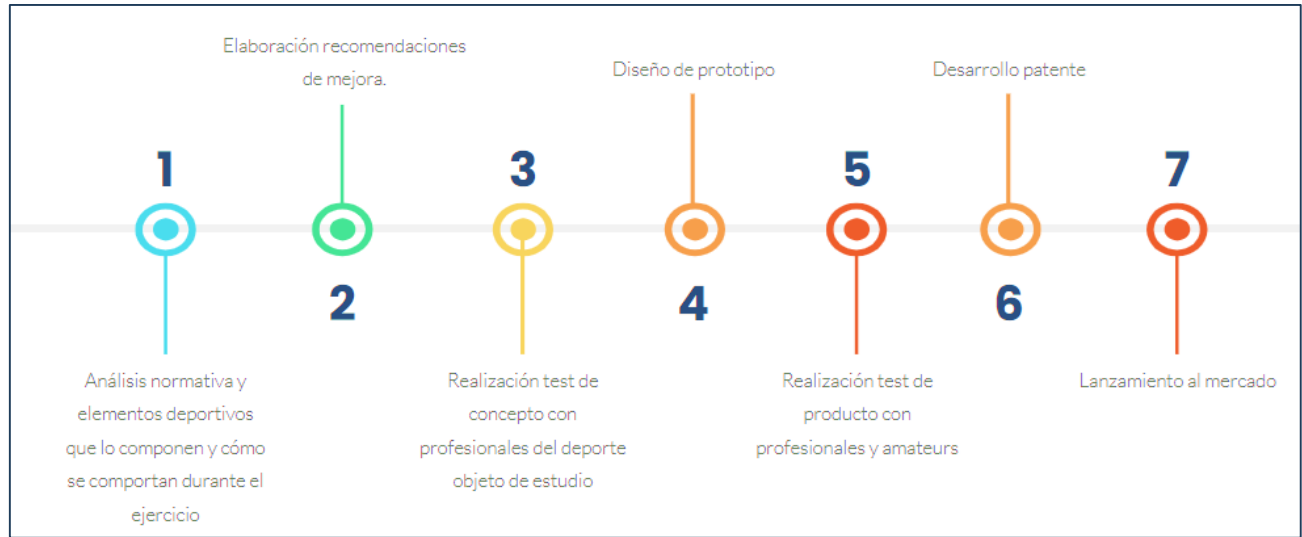 1
Análisis normativa y
elementos deportivos
que lo componen y cómo
se comportan durante el
ejercicio
Elaboración recomendaciones
de mejora.
2
3
Realización test de
concepto con
profesionales del deporte
objeto de estudio
Diseño de prototipo
4
5
Realización test de
producto con
profesionales y amateurs
Desarrollo patente
6
7
Lanzamiento al mercado